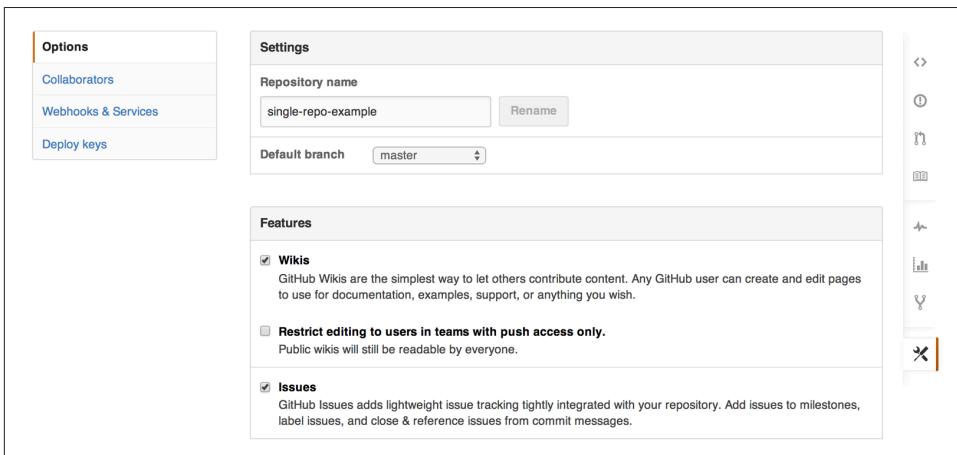 Options
Collaborators
Webhooks & Services
Deploy keys
Settings
Repository name
single-repo-example
Rename
Default branch
master
Features
Wikis
GitHub Wikis are the simplest way to let others contribute content. Any GitHub user can create and edit pages
to use for documentation, examples, support, or anything you wish.
Restrict editing to users in teams with push access only.
Public wikis will still be readable by everyone.
Issues
GitHub Issues adds lightweight issue tracking tightly integrated with your repository. Add issues to milestones,
label issues, and close & reference issues from commit messages.